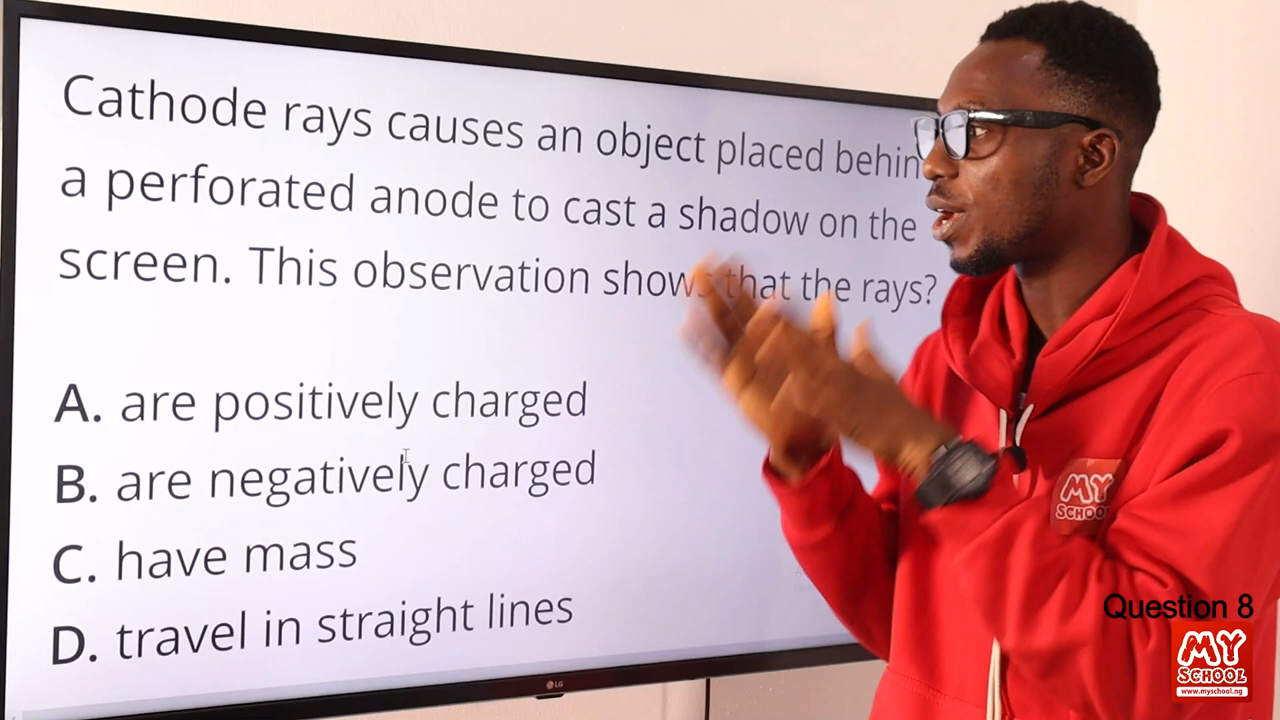 Cathode rays causes an object placed behin
a perforated anode to cast a shadow on the
screen. This observation shows that the rays?
A. are positively charged
B. are negatively charged
C. have mass
D. travel in straight lines
LG
MY
SCHOOL
Question 8
MY
SCHOOL
www.myschool.ng